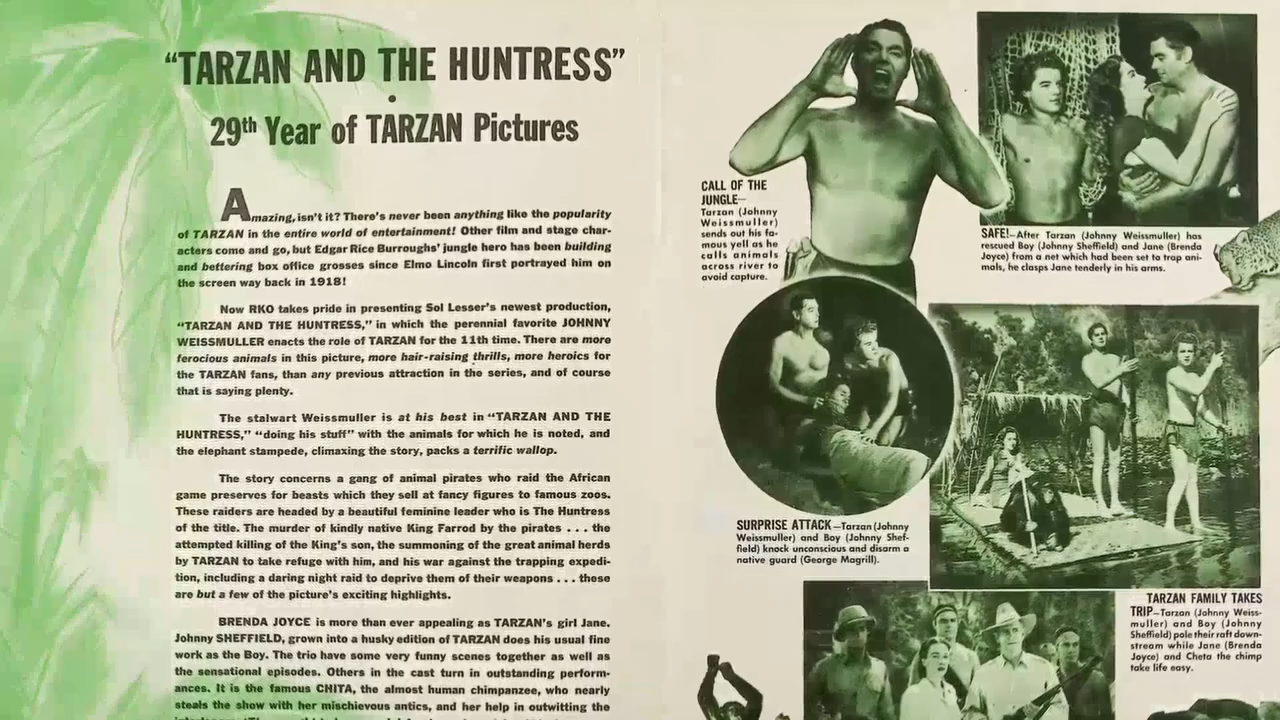 "TARZAN AND THE HUNTRESS"
29th Year of TARZAN Pictures
Amazing, isn't it? There's never been anything like the popularity
of TARZAN in the entire world of entertainment! Other film and stage char-
acters come and go, but Edgar Rice Burroughs' jungle hero has been building
and bettering box office grosses since Elmo Lincoln first portrayed him on
the screen way back in 1918!
Now RKO takes pride in presenting Sol Lesser's newest production,
"TARZAN AND THE HUNTRESS," in which the perennial favorite JOHNNY
WEISSMULLER enacts the role of TARZAN for the 11th time. There are more
ferocious animals in this picture, more hair-raising thrills, more heroics for
the TARZAN fans, than any previous attraction in the series, and of course
that is saying plenty.
The stalwart Weissmuller is at his best in "TARZAN AND THE
HUNTRESS," "doing his stuff" with the animals for which he is noted, and
the elephant stampede, climaxing the story, packs a terrific wallop.
The story concerns a gang of animal pirates who raid the African
game preserves for beasts which they sell at fancy figures to famous zoos.
These raiders are headed by a beautiful feminine leader who is The Huntress
of the title. The murder of kindly native King Farrod by the pirates . . . the
attempted killing of the King's son, the summoning of the great animal herds
by TARZAN to take refuge with him, and his war against the trapping expedi-
tion, including a daring night raid to deprive them of their weapons . . . these
are but a few of the picture's exciting highlights.
BRENDA JOYCE is more than ever appealing as TARZAN's girl Jane.
Johnny SHEFFIELD, grown into a husky edition of TARZAN does his usual fine
work as the Boy. The trio have some very funny scenes together as well as
the sensational episodes. Others in the cast turn in outstanding perform-
ances. It is the famous CHITA, the almost human chimpanzee, who nearly
steals the show with her mischievous antics, and her help in outwitting the
CALL OF THE
JUNGLE—
Tarzan (Johnny
Weissmuller)
sends out his fa-
mous yell as he
calls animals
across river to
avoid capture.
SAFE!—After Tarzan (Johnny Weissmuller) has
rescued Boy (Johnny Sheffield) and Jane (Brenda
Joyce) from a net which had been set to trap ani-
mals, he clasps Jane tenderly in his arms.
SURPRISE ATTACK—Tarzan (Johnny
Weissmuller) and Boy (Johnny Shef-
field) knock unconscious and disarm a
native guard (George Magrill).
TARZAN FAMILY TAKES
TRIP—Tarzan (Johnny Weiss-
muller) and Boy (Johnny
Sheffield) pole their raft down-
stream while Jane (Brenda
Joyce) and Cheta the chimp
take life easy.